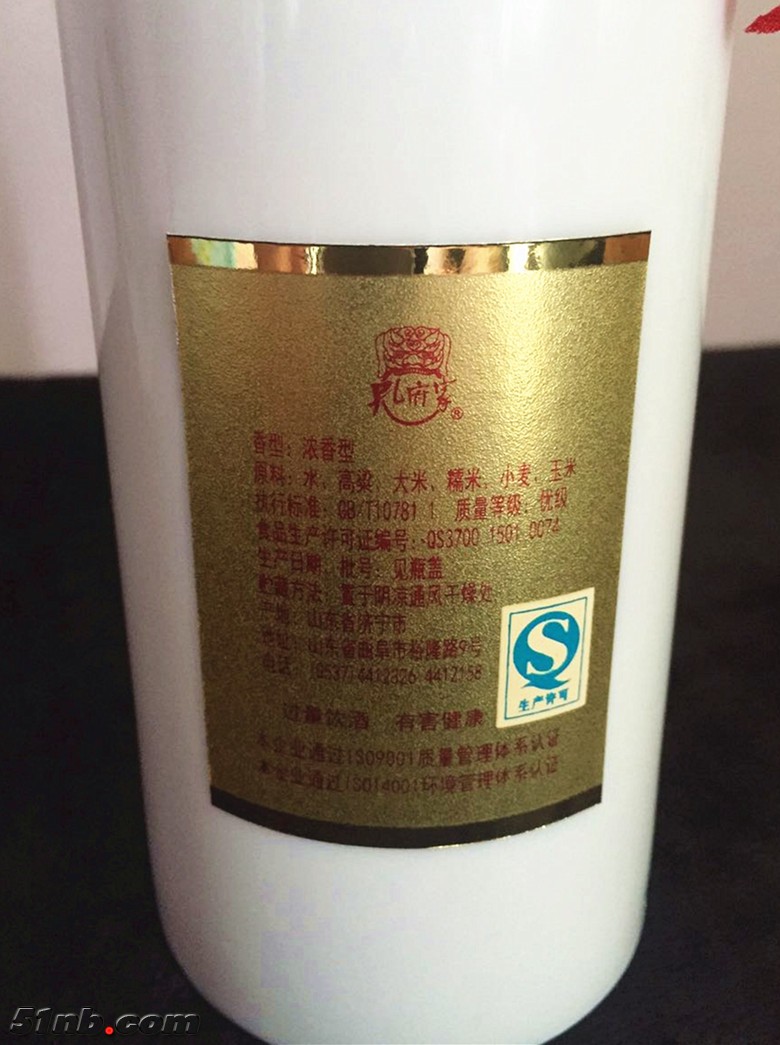 孔府家®
香型：浓香型
原料：水、高粱、大米、糯米、小麦、玉米
执行标准：GB/T10781.1 质量等级：优级
食品生产许可证编号：QS3700 1501 0074
生产日期、批号：见瓶盖
贮藏方法：置于阴凉通风干燥处
产地：山东省济宁市
地址：山东省曲阜市裕隆路9号
电话：(0537)4412326 4412158
过量饮酒 有害健康
本企业通过ISO9001质量管理体系认证
本企业通过ISO14001环境管理体系认证
QS
生产许可
51nb.com